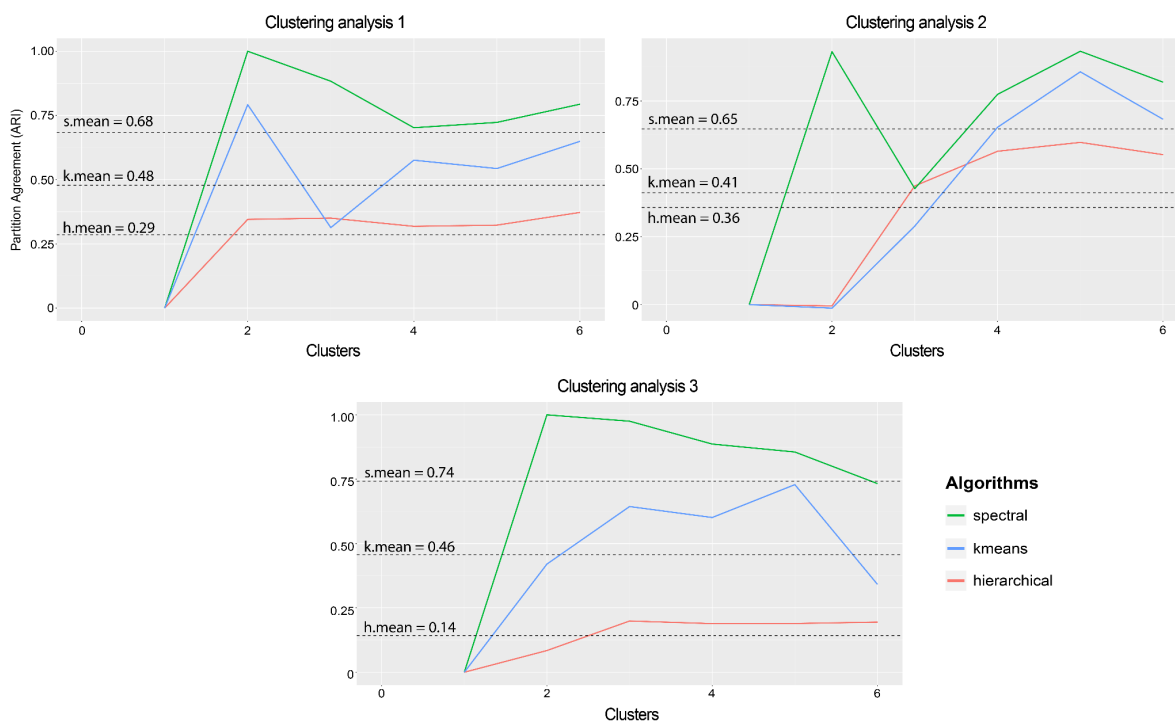 Clustering analysis 1
Partition Agreement (ARI)
1.00
0.75
0.50
0.25
0
s.mean = 0.68
k.mean = 0.48
h.mean = 0.29
0 2 4 6
Clusters
Clustering analysis 2
0.75
0.50
0.25
0
s.mean = 0.65
k.mean = 0.41
h.mean = 0.36
0 2 4 6
Clusters
Clustering analysis 3
1.00
0.75
0.50
0.25
0
s.mean = 0.74
k.mean = 0.46
h.mean = 0.14
0 2 4 6
Clusters
Algorithms
spectral
kmeans
hierarchical